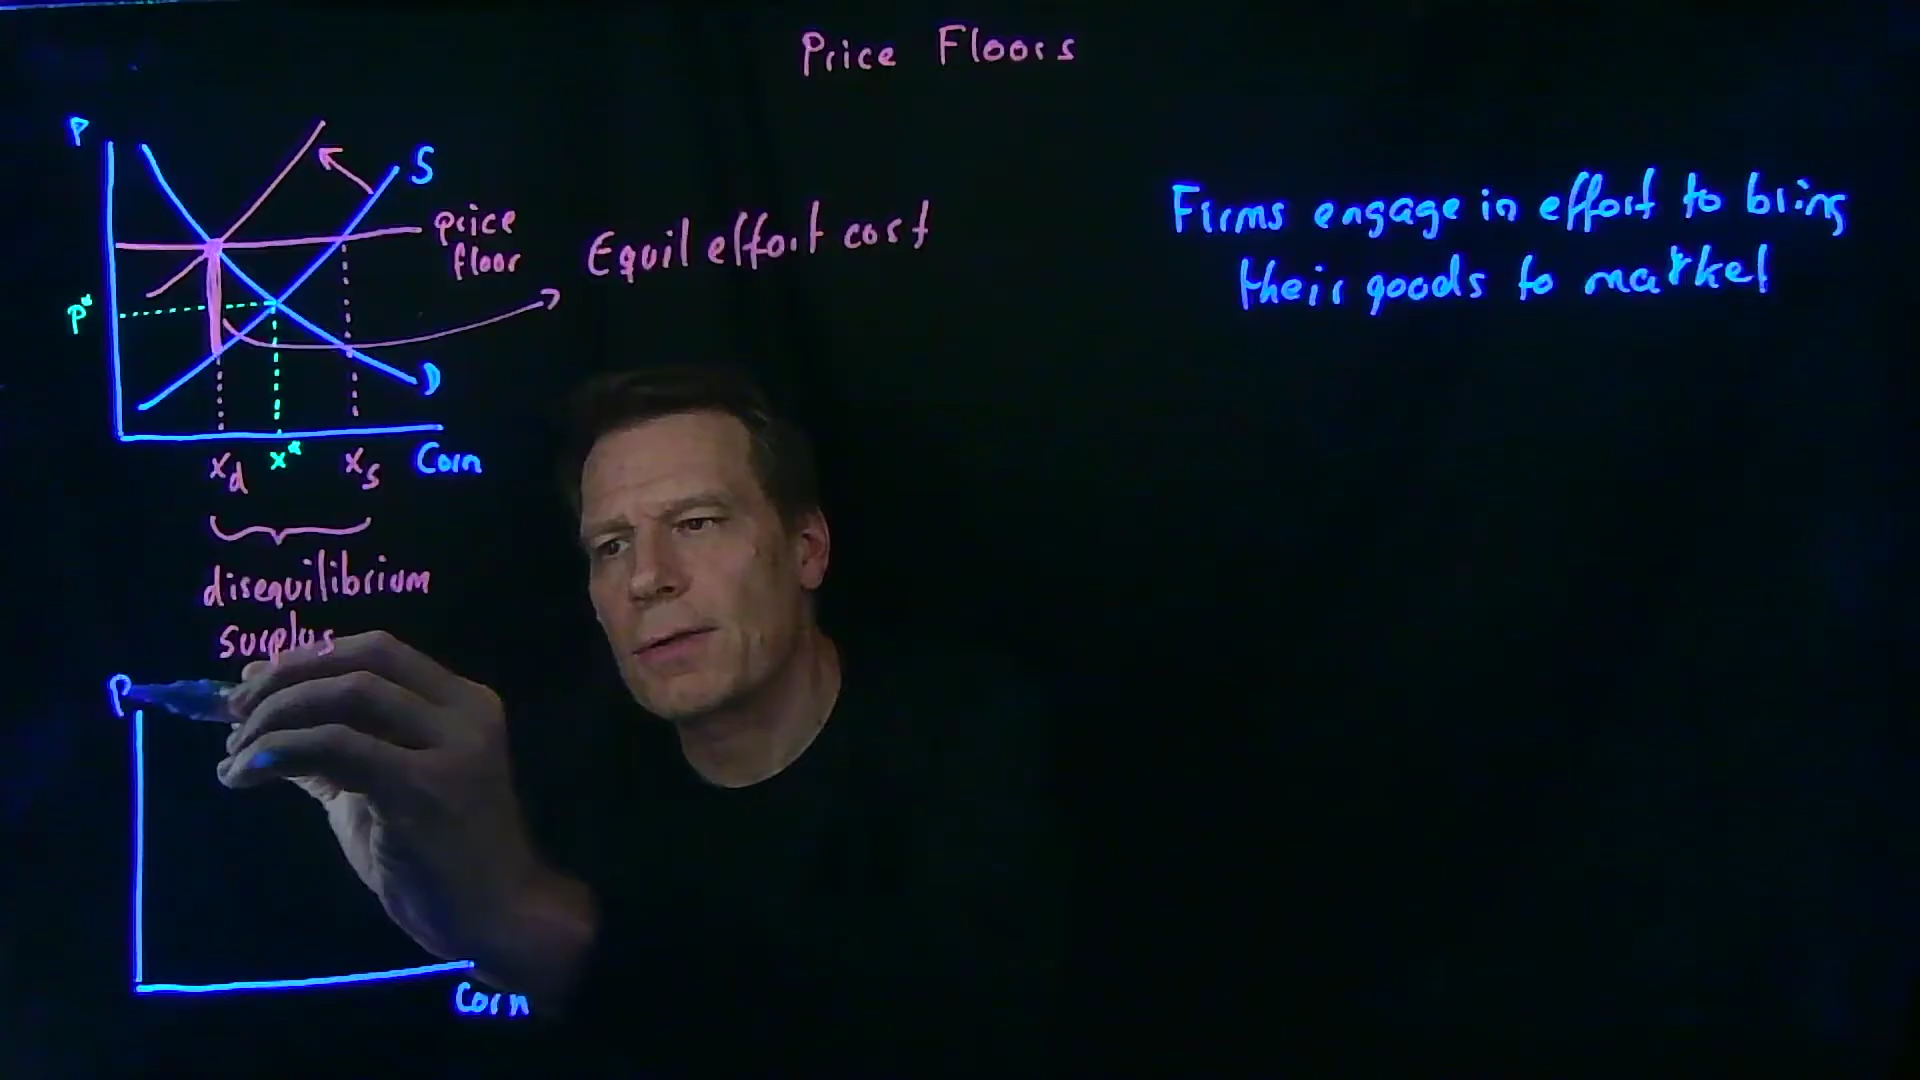 Price Floors
P
S
price
floor
Equil effort cost
Firms engage in effort to bring
their goods to market
P*
D
Xd x* Xs Corn
disequilibrium
surplus
P
Corn